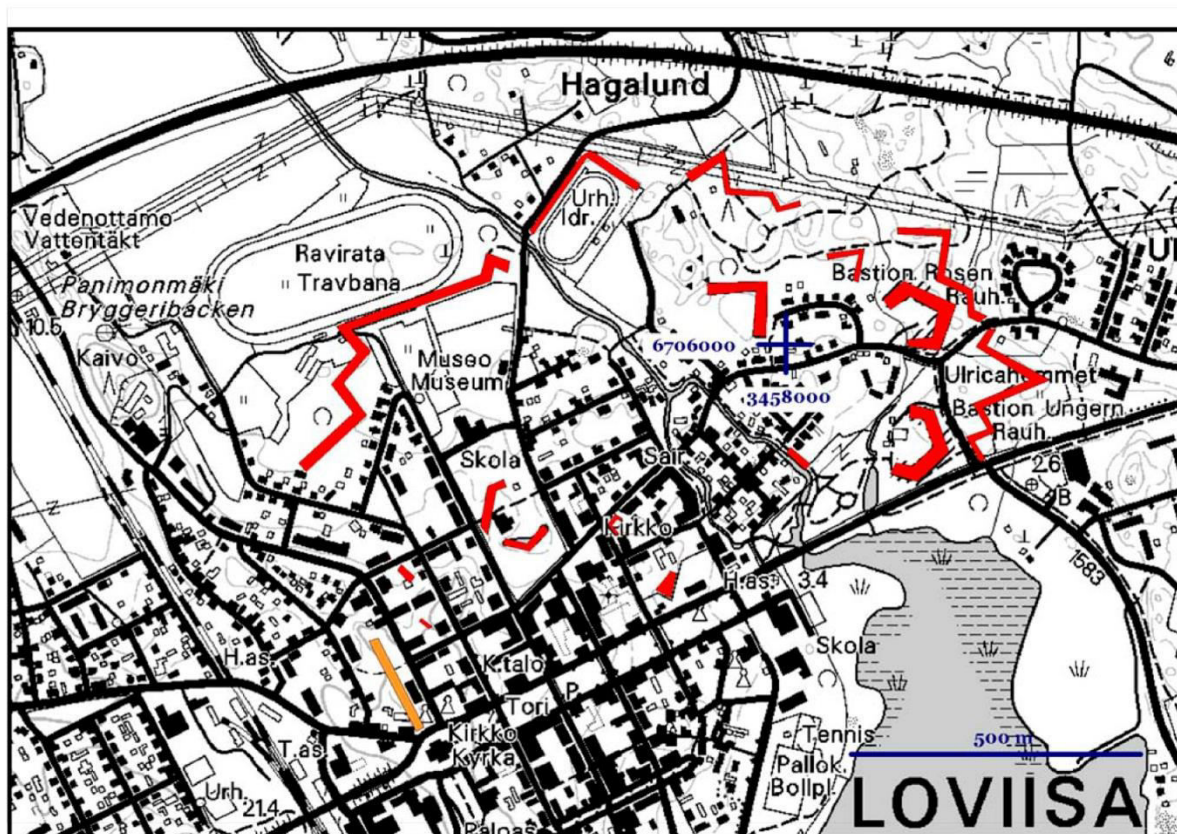 Hagalund
Vedenottamo
Vattentäkt
Urh.
Idr.
Ravirata
Travbana
Panimonmäki
Bryggeribacken
10.5
Kaivo
Bastion Rosen
Rauh.
Museo
Museum
6706000
3458000
Ulricahemmet
Bastion Ungern
Rauh.
Skola
Sair.
2.6
Kirkko
1583
H.as.
3.4
H.as.
K.talo
Skola
Tori
P
Kirkko
Kyrka
T.as.
Tennis
500 m
Pallok.
Bollpl.
Urh.
21.4
LOVIISA
Paloas.